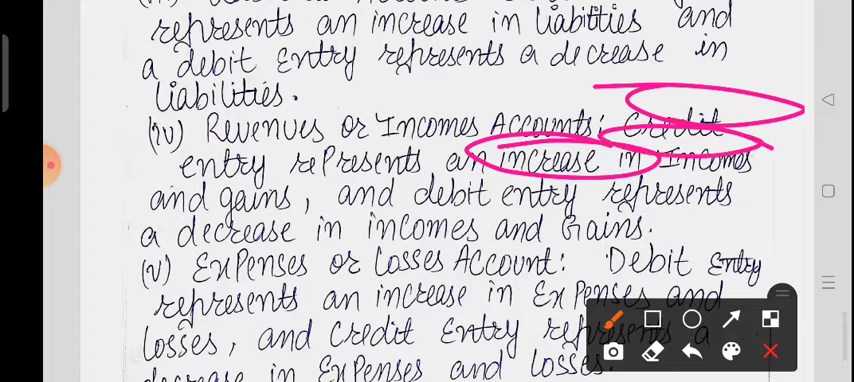 represents an increase in liabitties and
a debit entry represents a decrease in
liabilities.
(iv) Revenues or Incomes Accounts: Credit
entry represents an increase in Incomes
and gains, and debit entry represents
a decrease in incomes and Gains.
(v) Expenses or Losses Account: Debit Entry
represents an increase in Expenses and
losses, and credit Entry represents a
decrease in Expenses and losses.